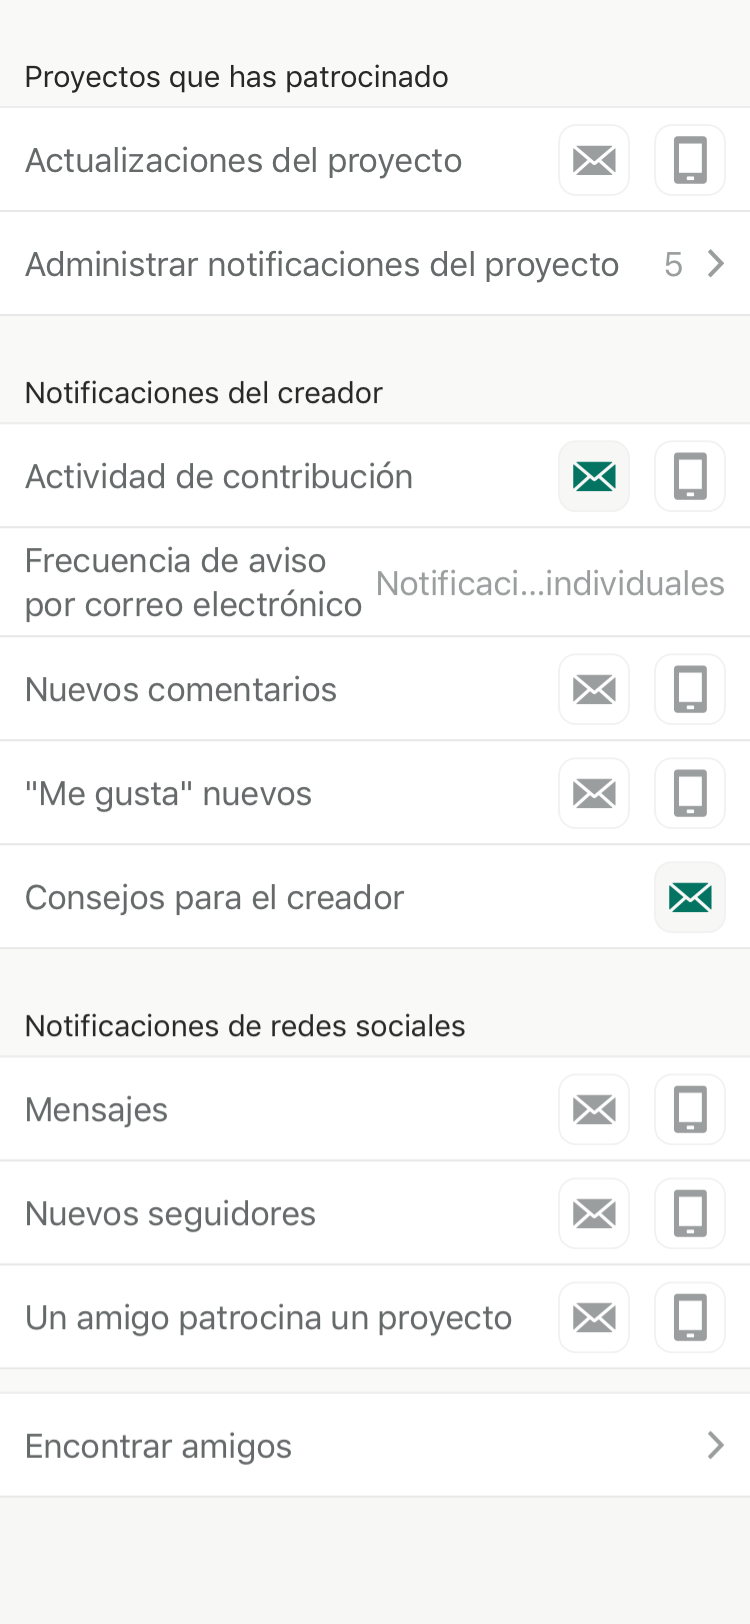 Proyectos que has patrocinado
Actualizaciones del proyecto
Administrar notificaciones del proyecto 5
Notificaciones del creador
Actividad de contribución
Frecuencia de aviso
por correo electrónico
Notificaci...individuales
Nuevos comentarios
"Me gusta" nuevos
Consejos para el creador
Notificaciones de redes sociales
Mensajes
Nuevos seguidores
Un amigo patrocina un proyecto
Encontrar amigos